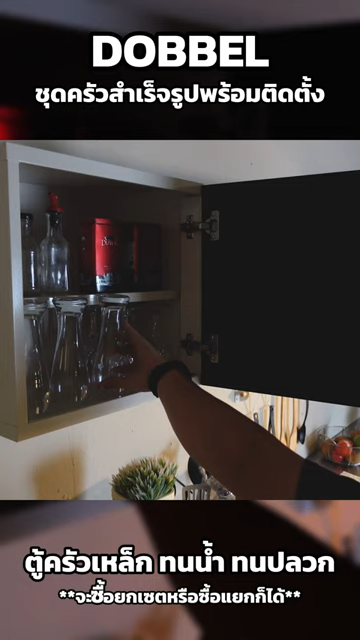 DOBBEL
ชุดครัวสำเร็จรูปพร้อมติดตั้ง
ตู้ครัวเหล็ก ทนน้ำ ทนปลวก
**จะซื้อยกเซตหรือซื้อแยกก็ได้**